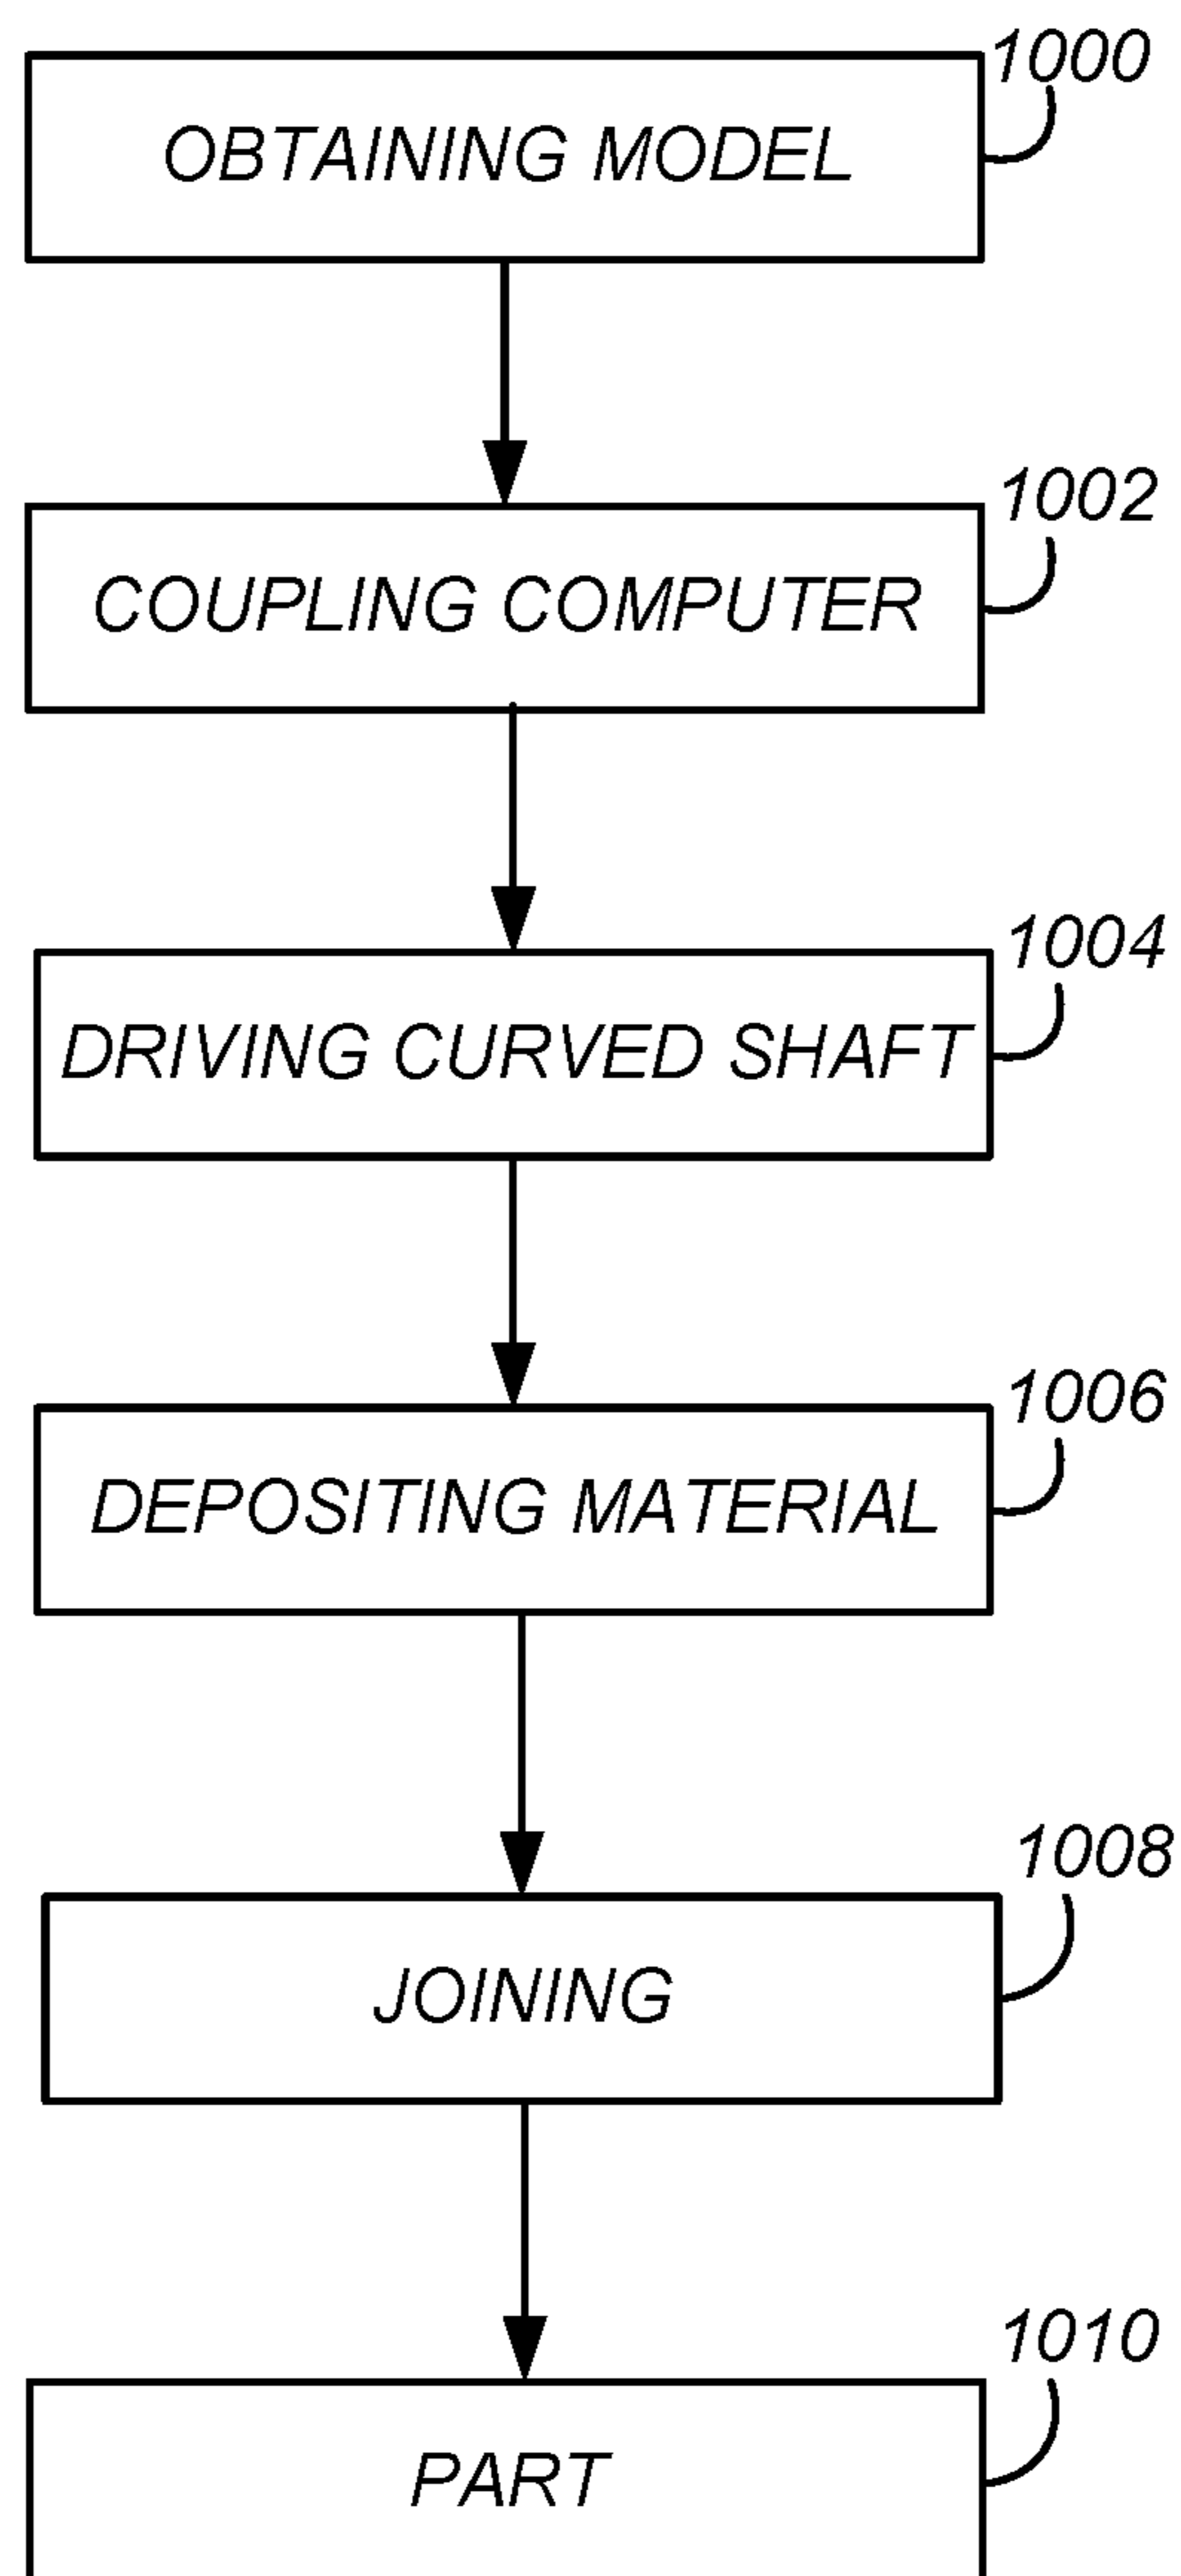 1000
OBTAINING MODEL
1002
COUPLING COMPUTER
1004
DRIVING CURVED SHAFT
1006
DEPOSITING MATERIAL
1008
JOINING
1010
PART